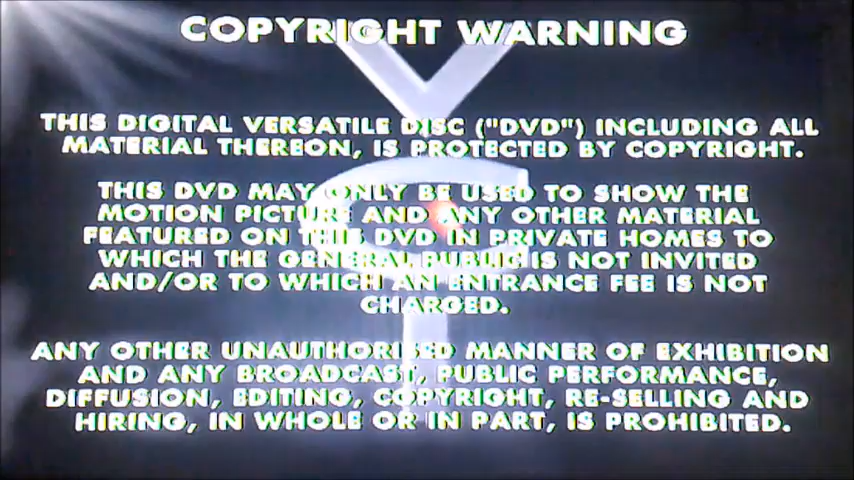 COPYRIGHT WARNING
THIS DIGITAL VERSATILE DISC ("DVD") INCLUDING ALL
MATERIAL THEREON, IS PROTECTED BY COPYRIGHT.
THIS DVD MAY ONLY BE USED TO SHOW THE
MOTION PICTURE AND ANY OTHER MATERIAL
FEATURED ON THIS DVD IN PRIVATE HOMES TO
WHICH THE GENERAL PUBLIC IS NOT INVITED
AND/OR TO WHICH AN ENTRANCE FEE IS NOT
CHARGED.
ANY OTHER UNAUTHORISED MANNER OF EXHIBITION
AND ANY BROADCAST, PUBLIC PERFORMANCE,
DIFFUSION, EDITING, COPYRIGHT, RE-SELLING AND
HIRING, IN WHOLE OR IN PART, IS PROHIBITED.